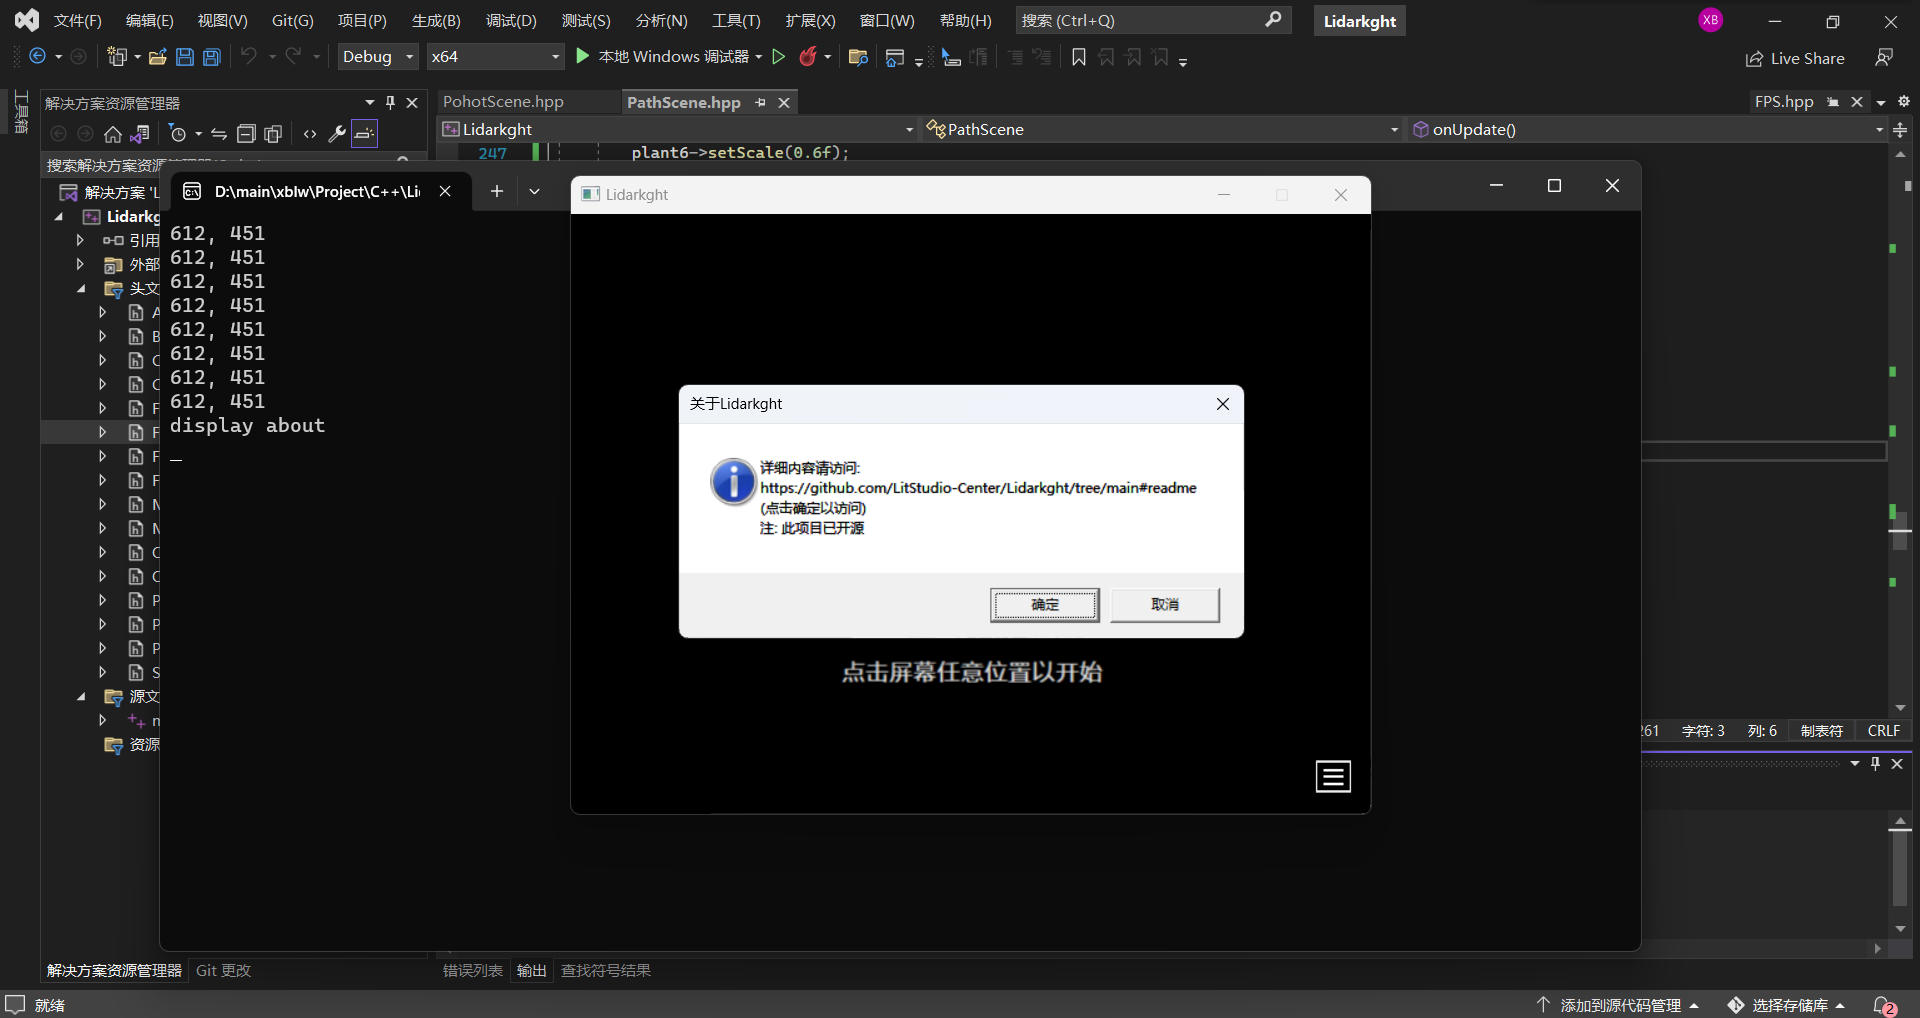 文件(F) 编辑(E) 视图(V) Git(G) 项目(P) 生成(B) 调试(D) 测试(S) 分析(N) 工具(T) 扩展(X) 窗口(W) 帮助(H) 搜索 (Ctrl+Q) Lidarkght XB
Debug x64 本地 Windows 调试器 Live Share
工具箱
解决方案资源管理器
PohotScene.hpp PathScene.hpp FPS.hpp
Lidarkght PathScene onUpdate()
搜索解决方案资源
247 plant6->setScale(0.6f);
解决方案 'L
Lidarkg
引用
外部
头文
A
B
C
C
F
F
F
F
N
N
C
C
P
P
P
S
源文
资源
D:\main\xblw\Project\C++\Li
612, 451
612, 451
612, 451
612, 451
612, 451
612, 451
612, 451
612, 451
display about
_
Lidarkght
关于Lidarkght
详细内容请访问:
https://github.com/LitStudio-Center/Lidarkght/tree/main#readme
(点击确定以访问)
注: 此项目已开源
确定 取消
点击屏幕任意位置以开始
261 字符: 3 列: 6 制表符 CRLF
解决方案资源管理器 Git 更改
错误列表 输出 查找符号结果
就绪 添加到源代码管理 选择存储库 2